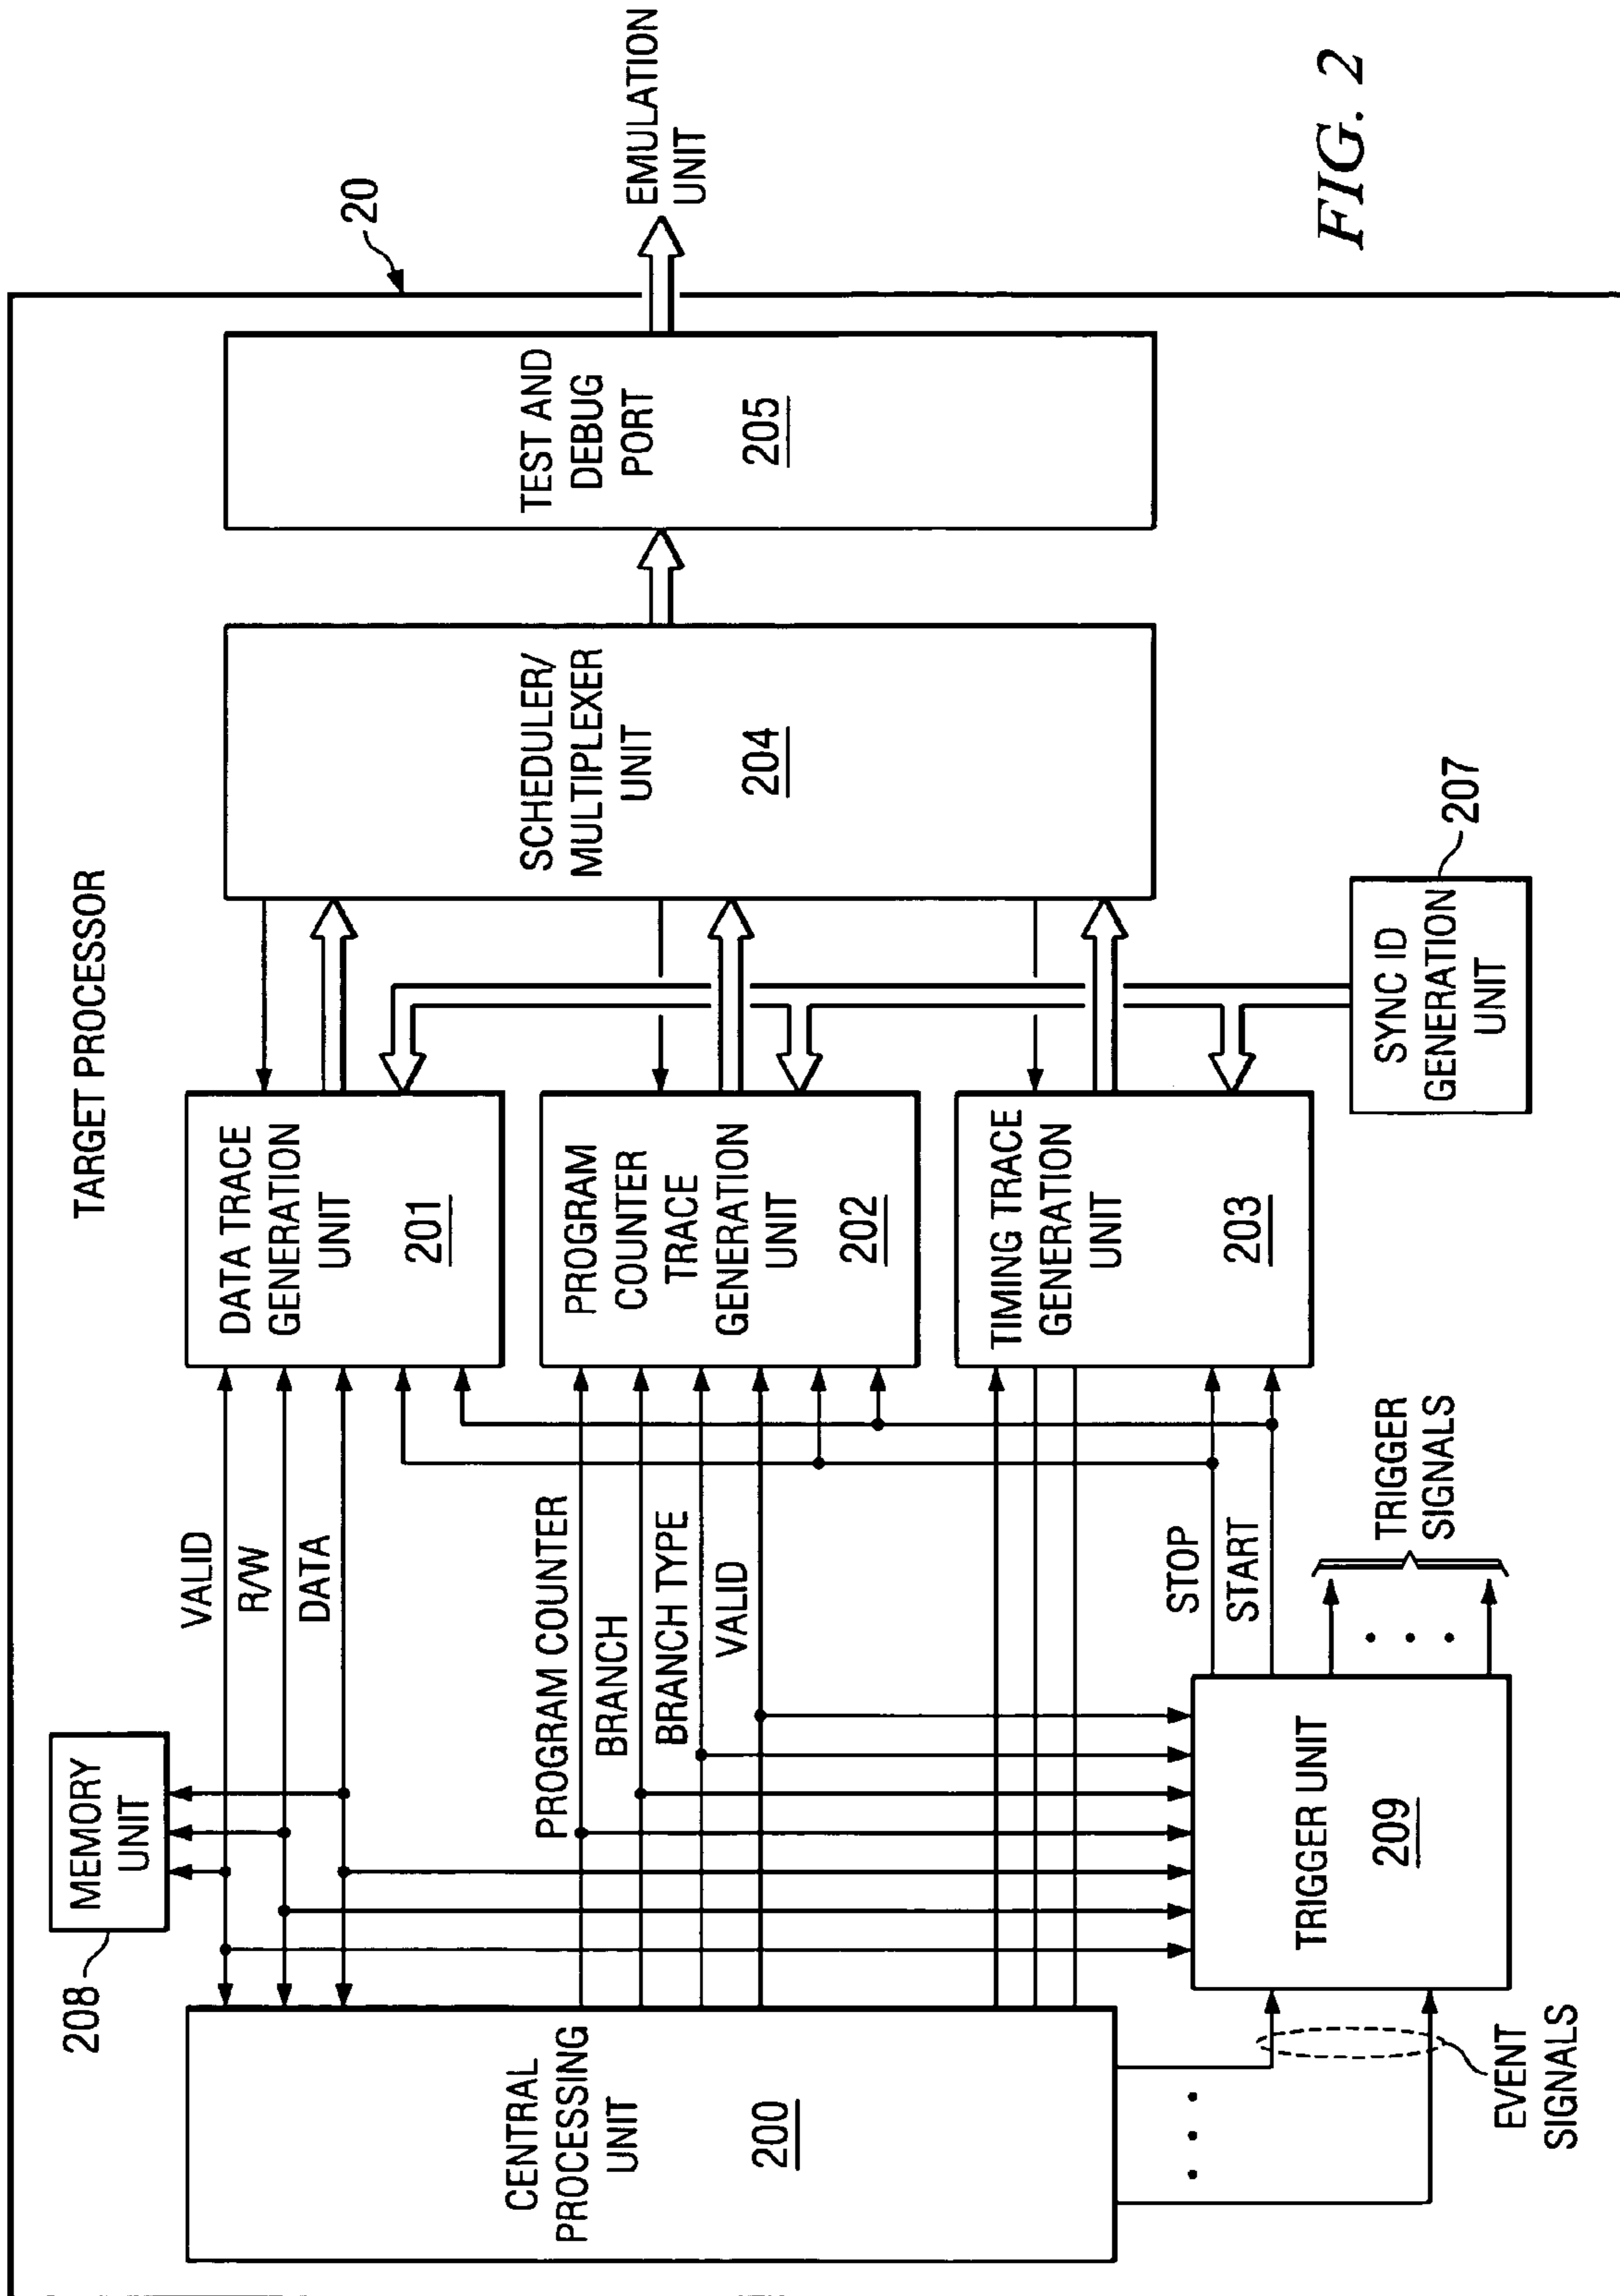 TARGET PROCESSOR
20
208
MEMORY
UNIT
CENTRAL
PROCESSING
UNIT
200
VALID
R/W
DATA
PROGRAM COUNTER
BRANCH
BRANCH TYPE
VALID
STOP
START
DATA TRACE
GENERATION
UNIT
201
PROGRAM
COUNTER
TRACE
GENERATION
UNIT
202
TIMING TRACE
GENERATION
UNIT
203
SCHEDULER/
MULTIPLEXER
UNIT
204
TEST AND
DEBUG
PORT
205
EMULATION
UNIT
EVENT
SIGNALS
TRIGGER UNIT
209
TRIGGER
SIGNALS
SYNC ID
GENERATION
UNIT
207
FIG. 2